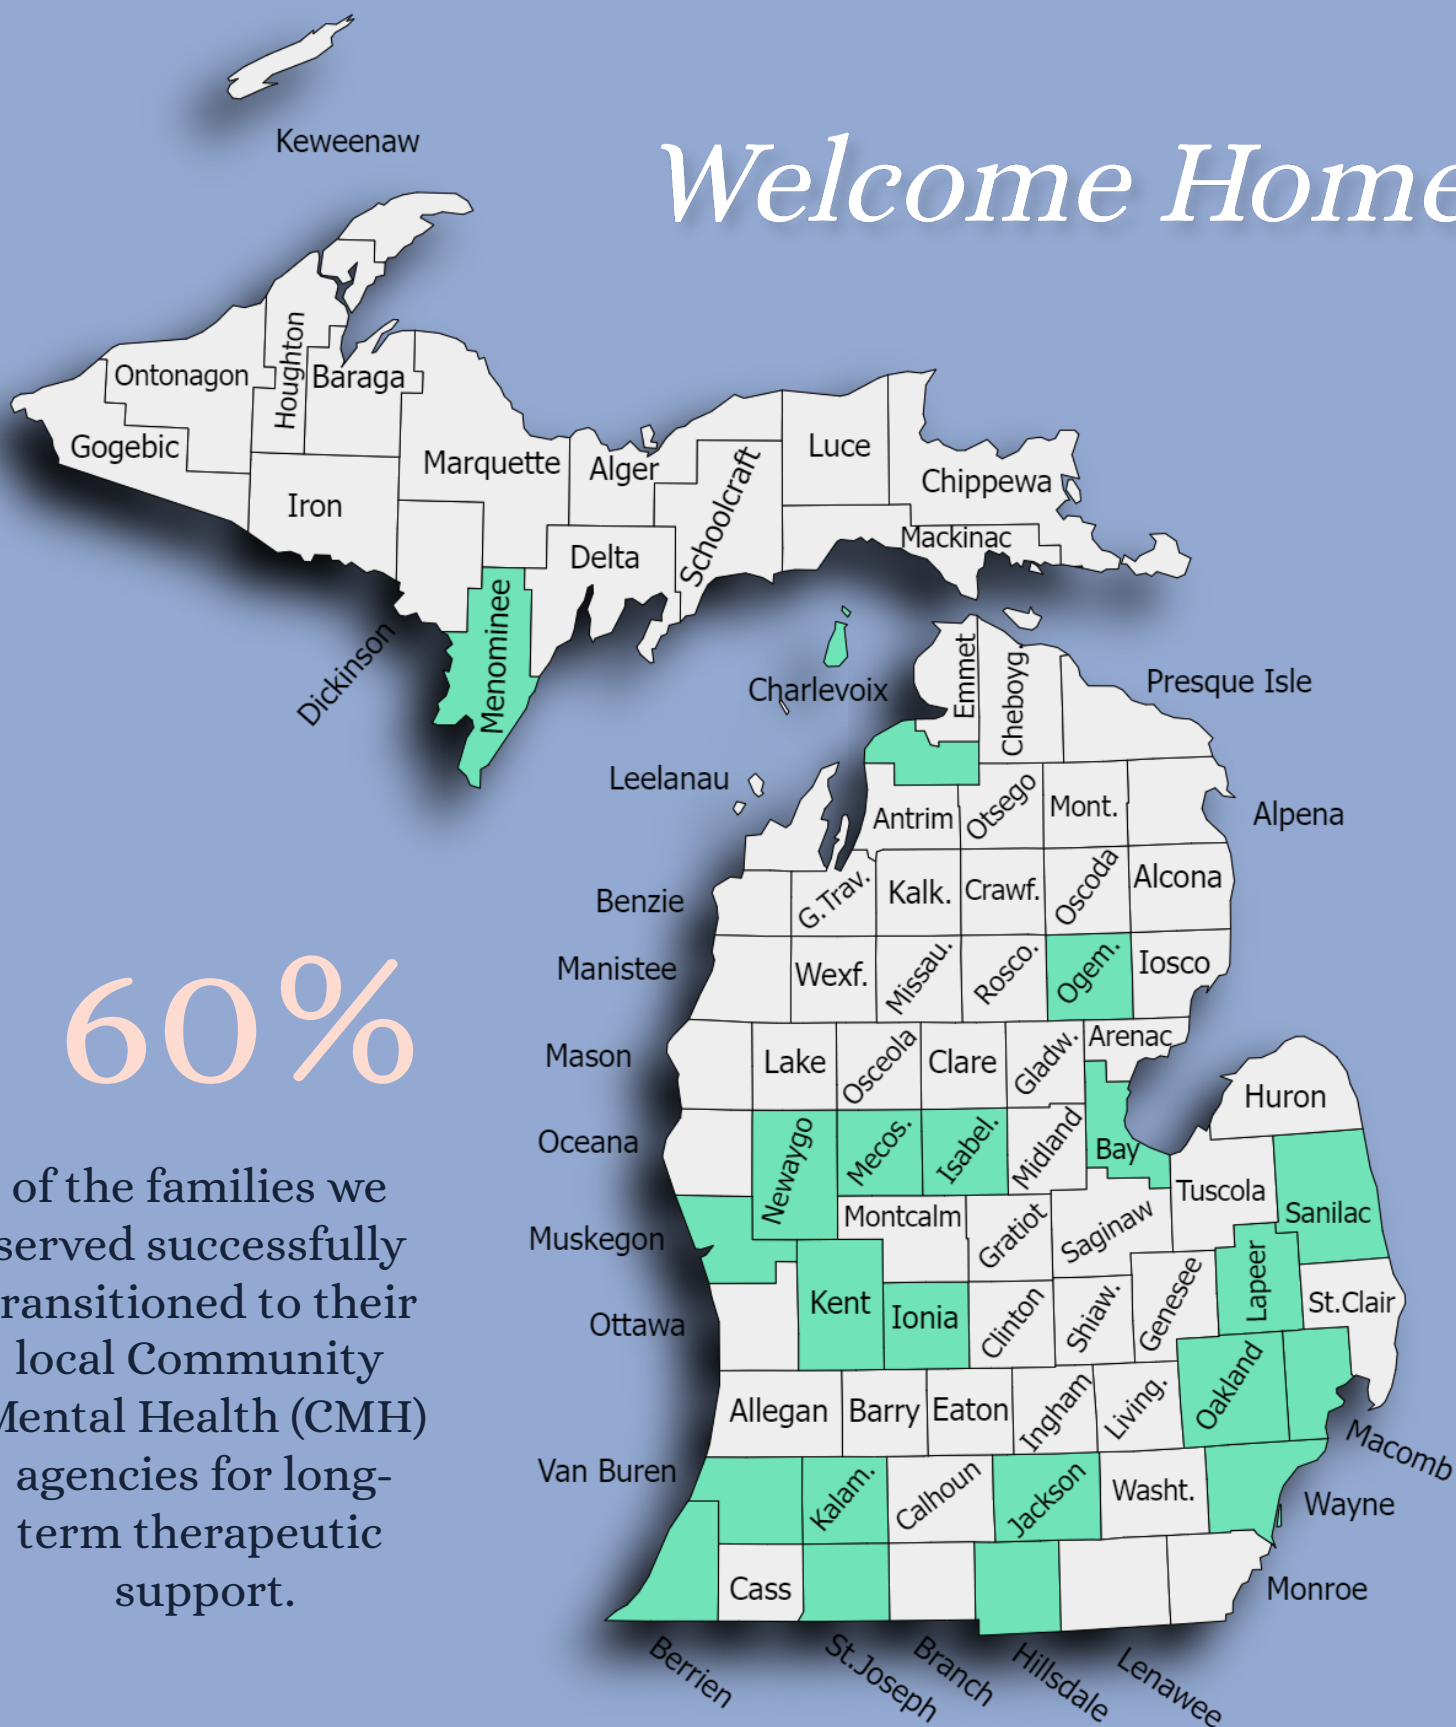 Keweenaw
Welcome Home
Ontonagon
Houghton
Baraga
Gogebic
Marquette
Alger
Schoolcraft
Luce
Chippewa
Iron
Mackinac
Delta
Menominee
Dickinson
Charlevoix
Emmet
Cheboyg.
Presque Isle
Leelanau
Antrim
Otsego
Mont.
Alpena
Benzie
G.Trav.
Kalk.
Crawf.
Oscoda
Alcona
Manistee
Wexf.
Missau.
Rosco.
Ogem.
Iosco
60%
Mason
Lake
Osceola
Clare
Gladw.
Arenac
Huron
Oceana
Newaygo
Mecos.
Isabel.
Midland
Bay
Tuscola
Sanilac
of the families we
served successfully
ransitioned to their
local Community
Mental Health (CMH)
agencies for long-
term therapeutic
support.
Muskegon
Montcalm
Gratiot
Saginaw
Ottawa
Kent
Ionia
Clinton
Shiaw.
Genesee
Lapeer
St.Clair
Allegan
Barry
Eaton
Ingham
Living.
Oakland
Macomb
Van Buren
Kalam.
Calhoun
Jackson
Washt.
Wayne
Cass
Monroe
Berrien
St.Joseph
Branch
Hillsdale
Lenawee